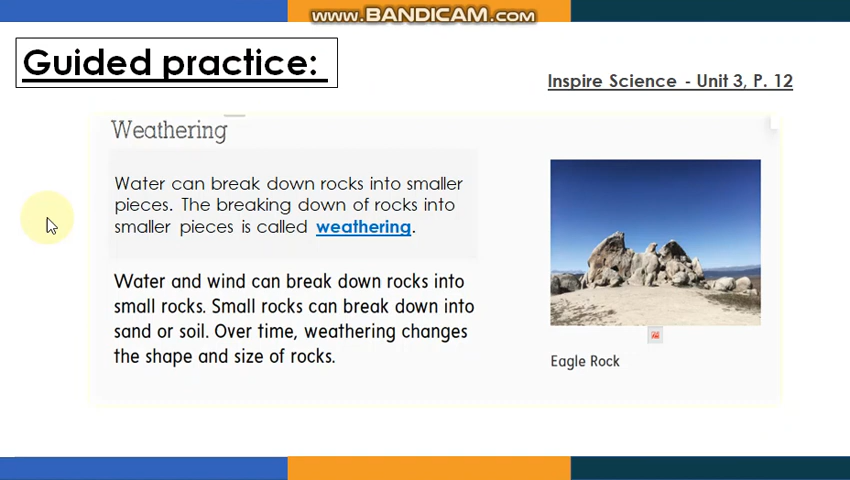 www.BANDICAM.com
Guided practice:
Inspire Science - Unit 3, P. 12
Weathering
Water can break down rocks into smaller
pieces. The breaking down of rocks into
smaller pieces is called weathering.
Water and wind can break down rocks into
small rocks. Small rocks can break down into
sand or soil. Over time, weathering changes
the shape and size of rocks.
Eagle Rock